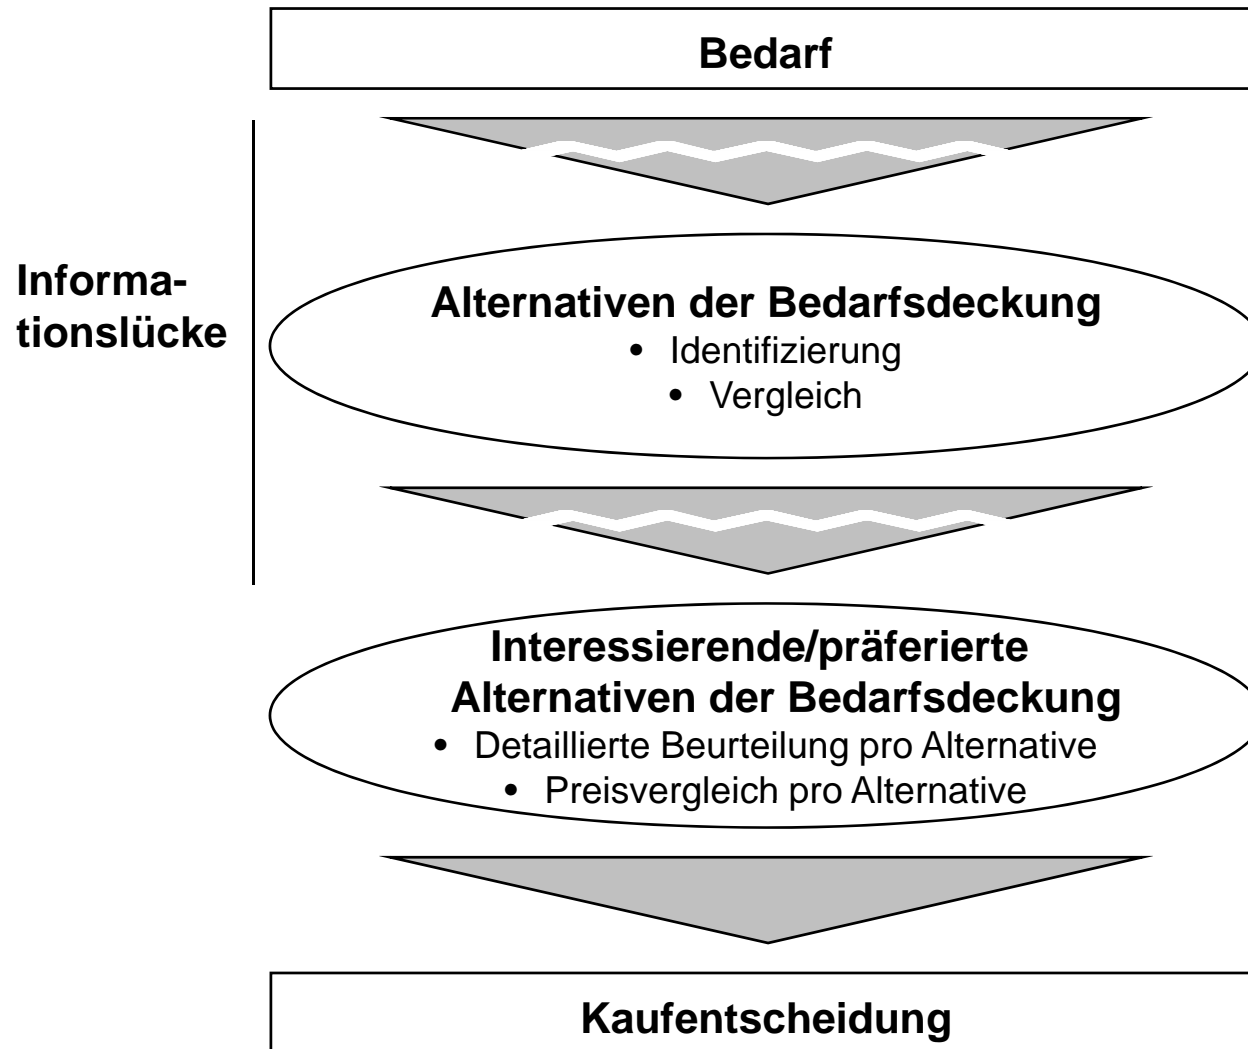 Bedarf
Informa-
tionslücke
Alternativen der Bedarfsdeckung
• Identifizierung
• Vergleich
Interessierende/präferierte
Alternativen der Bedarfsdeckung
• Detaillierte Beurteilung pro Alternative
• Preisvergleich pro Alternative
Kaufentscheidung